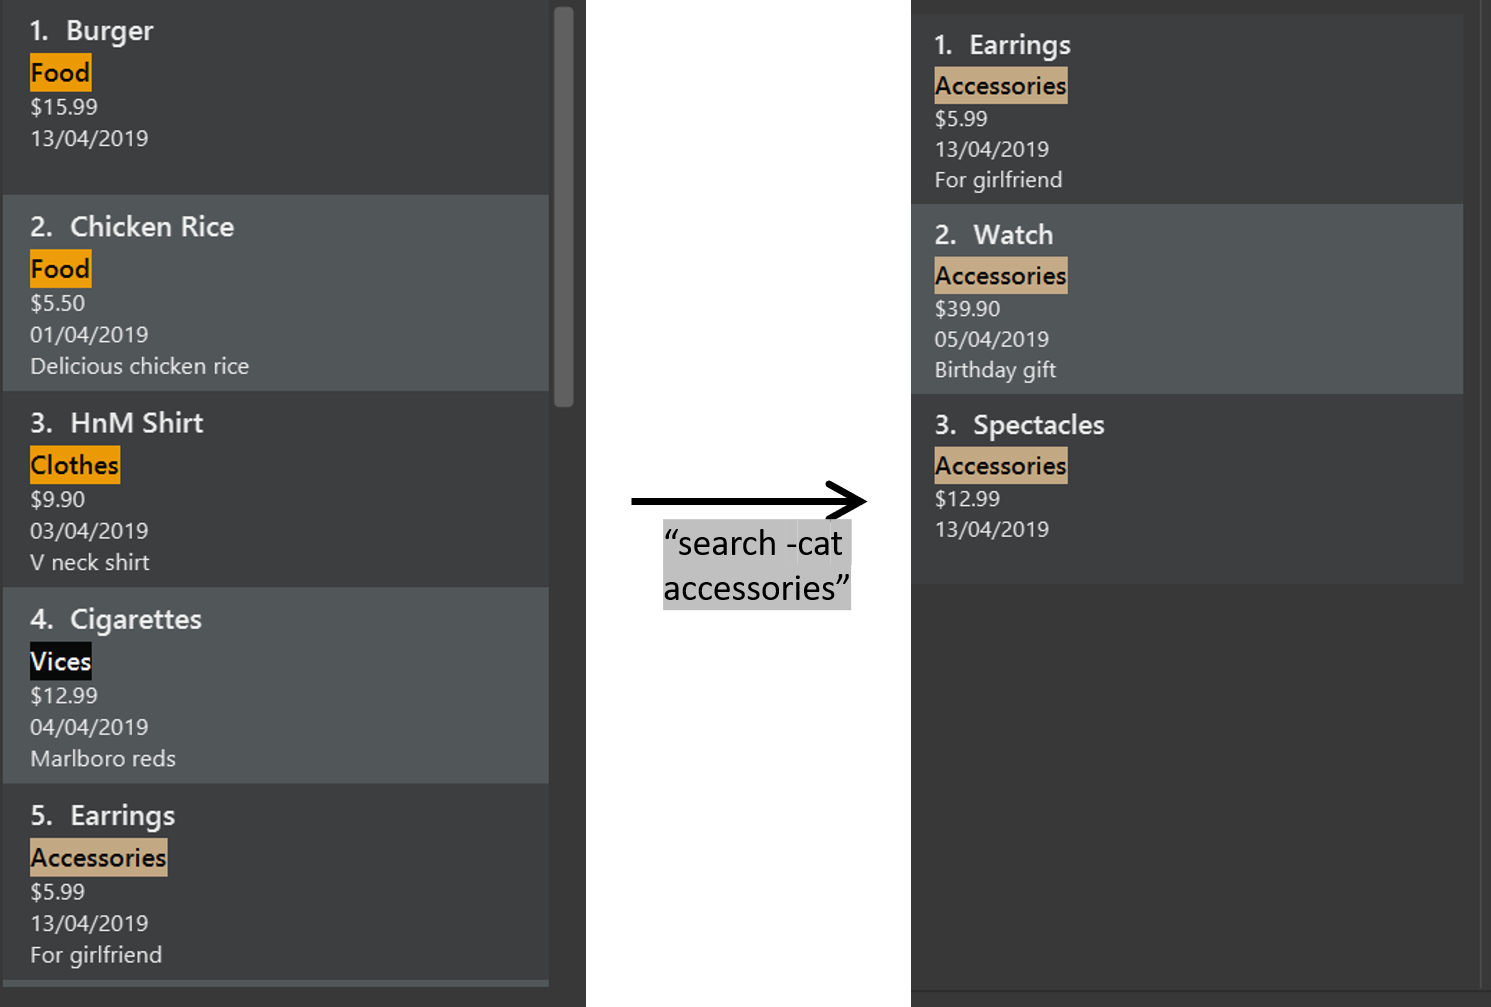 1. Burger
Food
$15.99
13/04/2019
2. Chicken Rice
Food
$5.50
01/04/2019
Delicious chicken rice
3. HnM Shirt
Clothes
$9.90
03/04/2019
V neck shirt
4. Cigarettes
Vices
$12.99
04/04/2019
Marlboro reds
5. Earrings
Accessories
$5.99
13/04/2019
For girlfriend
“search -cat
accessories”
1. Earrings
Accessories
$5.99
13/04/2019
For girlfriend
2. Watch
Accessories
$39.90
05/04/2019
Birthday gift
3. Spectacles
Accessories
$12.99
13/04/2019